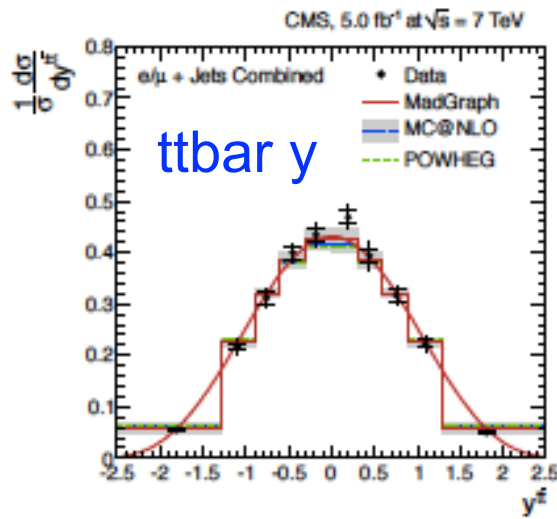 CMS, 5.0 fb⁻¹ at √s = 7 TeV
1/σ dσ/dy^tt̄
0.8
0.7
0.6
0.5
0.4
0.3
0.2
0.1
0
e/μ + Jets Combined
Data
MadGraph
MC@NLO
POWHEG
ttbar y
-2.5 -2 -1.5 -1 -0.5 0 0.5 1 1.5 2 2.5
y^tt̄